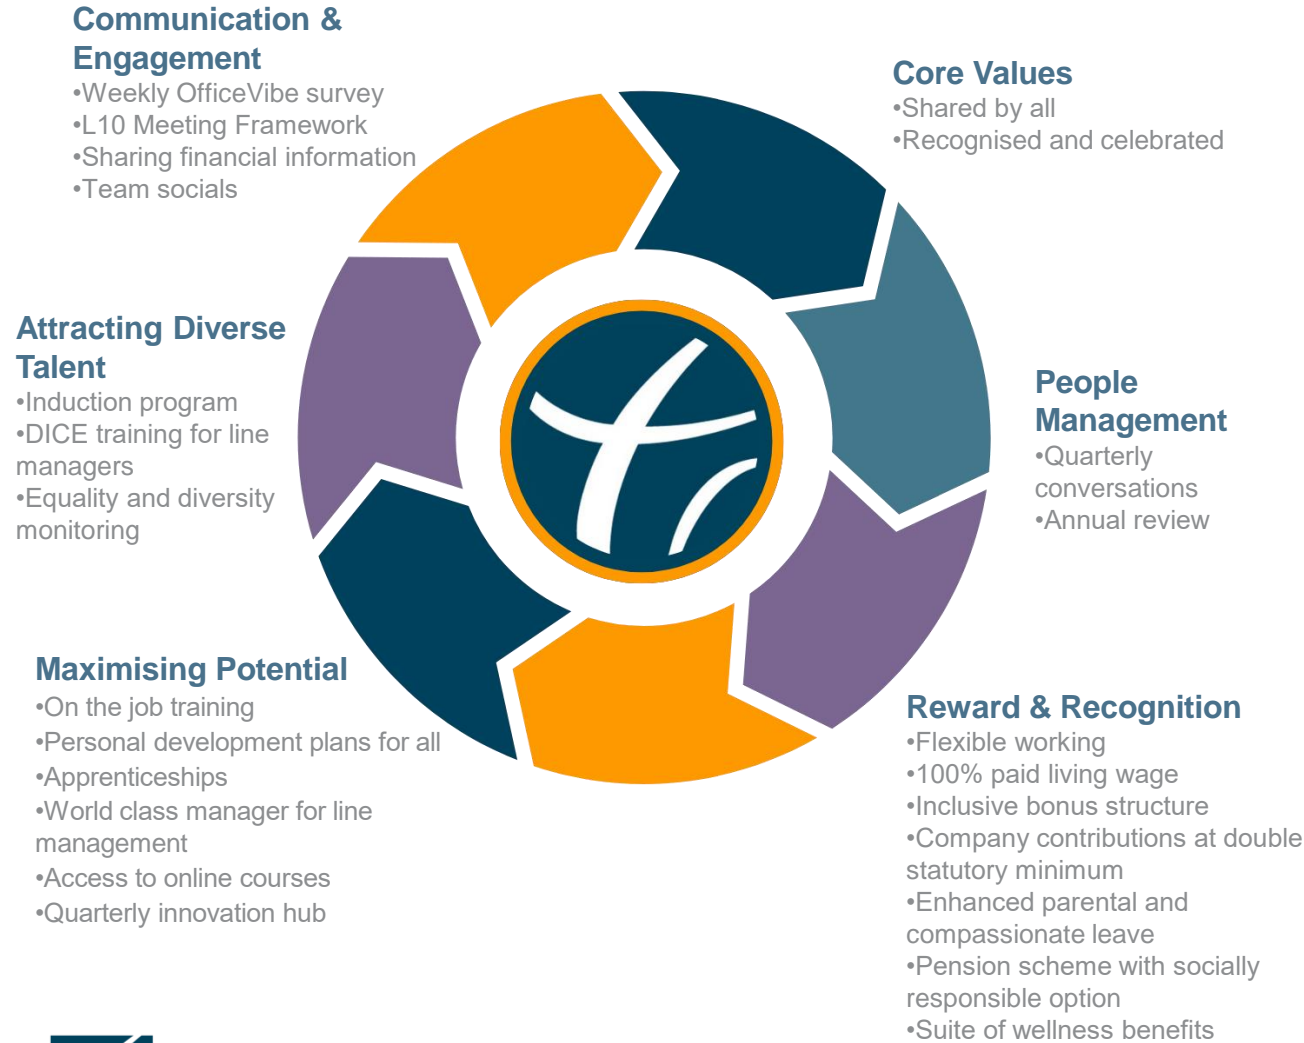 Communication &
Engagement
•Weekly OfficeVibe survey
•L10 Meeting Framework
•Sharing financial information
•Team socials
Core Values
•Shared by all
•Recognised and celebrated
Attracting Diverse
Talent
•Induction program
•DICE training for line
managers
•Equality and diversity
monitoring
People
Management
•Quarterly
conversations
•Annual review
Maximising Potential
•On the job training
•Personal development plans for all
•Apprenticeships
•World class manager for line
management
•Access to online courses
•Quarterly innovation hub
Reward & Recognition
•Flexible working
•100% paid living wage
•Inclusive bonus structure
•Company contributions at double
statutory minimum
•Enhanced parental and
compassionate leave
•Pension scheme with socially
responsible option
•Suite of wellness benefits